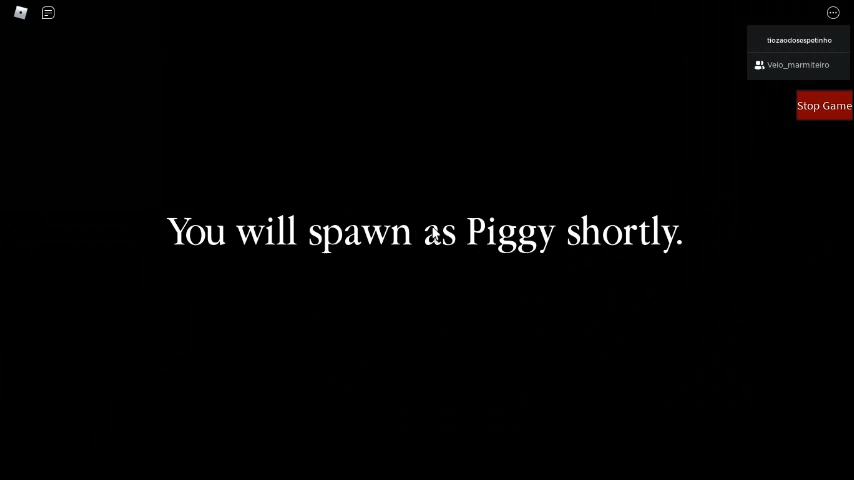 tiozaodosespetinho
Velo_marmiteiro
Stop Game
You will spawn as Piggy shortly.